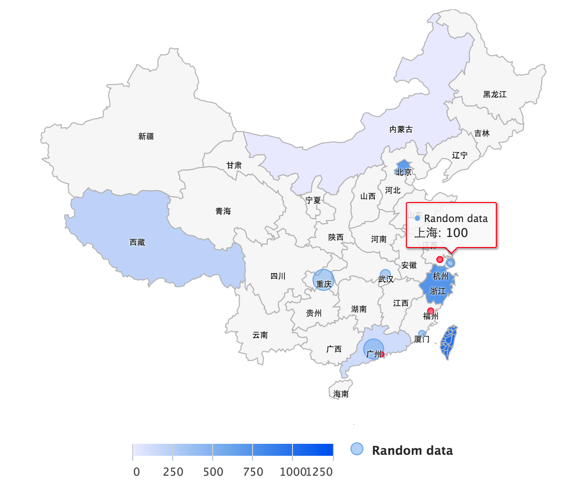 黑龙江
内蒙古
吉林
新疆
辽宁
甘肃
北京
河北
山西
宁夏
青海
Random data
上海: 100
陕西
河南
西藏
安徽
四川
重庆
武汉
杭州
浙江
湖南
江西
贵州
福州
云南
广西
广州
厦门
海南
0 250 500 750 1000 1250
Random data